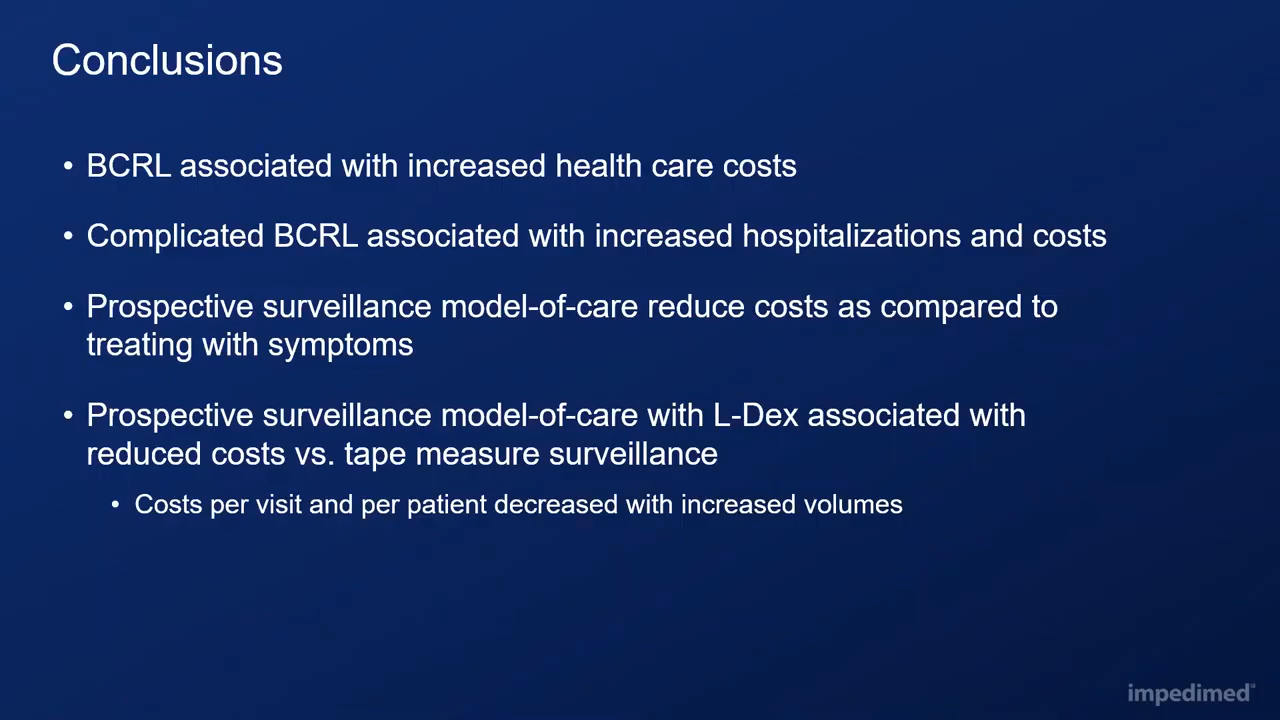 Conclusions
• BCRL associated with increased health care costs
• Complicated BCRL associated with increased hospitalizations and costs
• Prospective surveillance model-of-care reduce costs as compared to
treating with symptoms
• Prospective surveillance model-of-care with L-Dex associated with
reduced costs vs. tape measure surveillance
• Costs per visit and per patient decreased with increased volumes
impedimed®